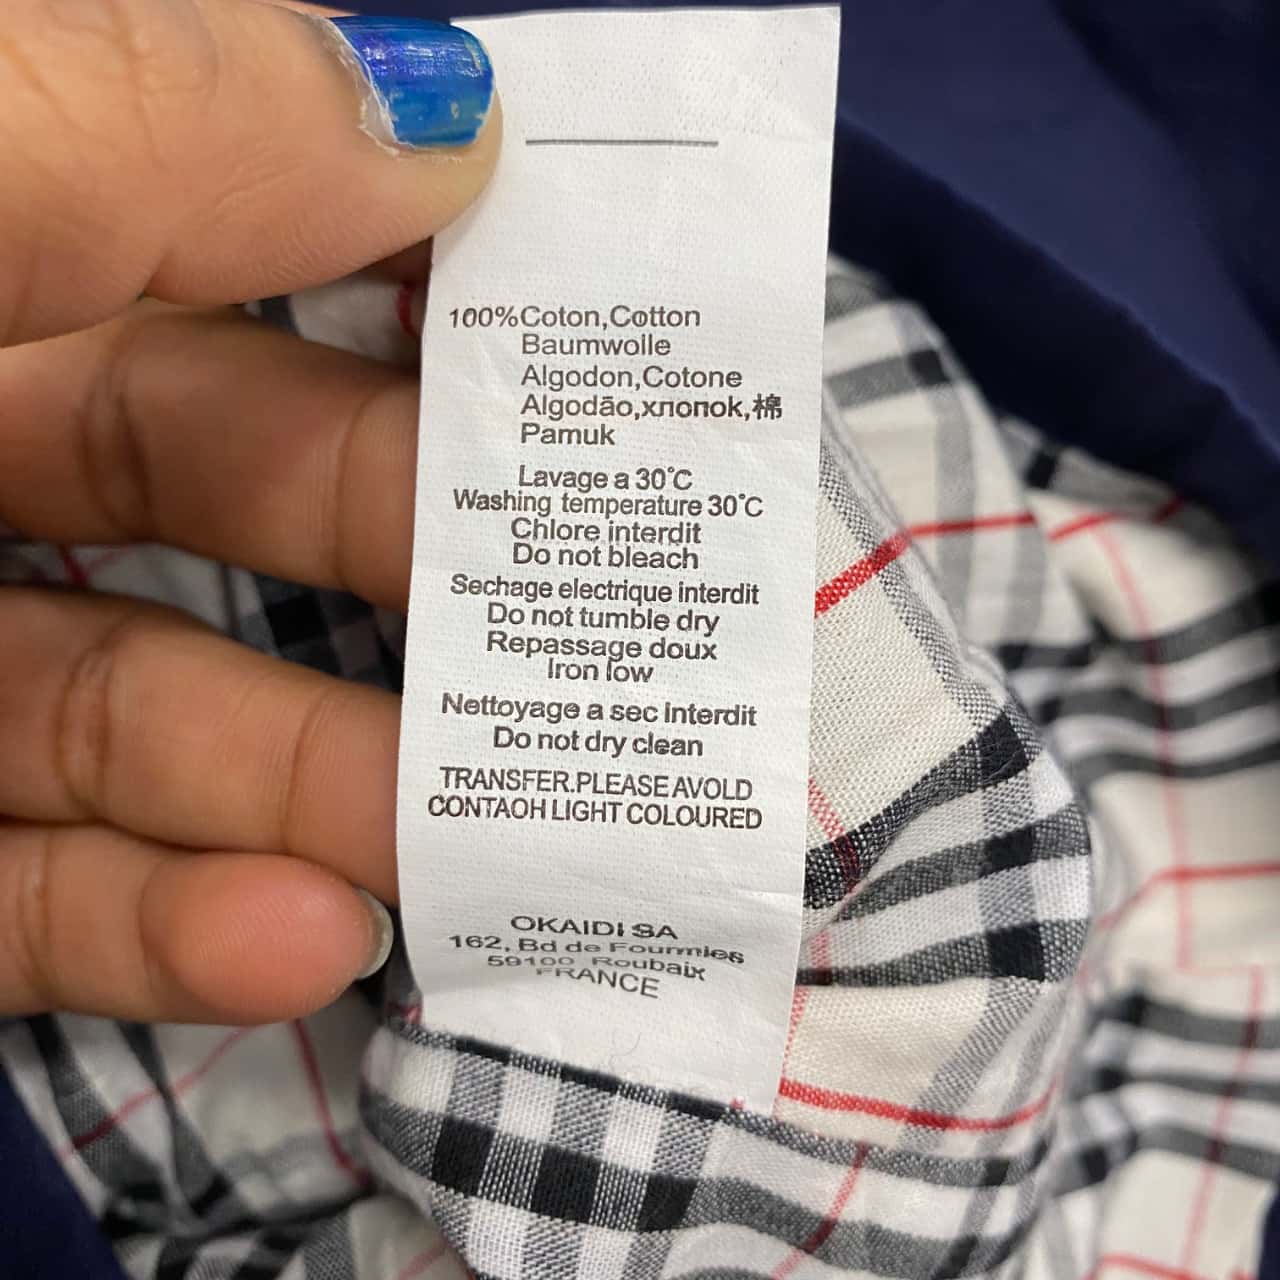 100%Coton,Cotton
Baumwolle
Algodon,Cotone
Algodão,хлопок,棉
Pamuk
Lavage a 30°C
Washing temperature 30°C
Chlore interdit
Do not bleach
Sechage electrique interdit
Do not tumble dry
Repassage doux
Iron low
Nettoyage a sec interdit
Do not dry clean
TRANSFER.PLEASE AVOLD
CONTAOH LIGHT COLOURED
OKAIDI SA
162, Bd de Fourmies
59100 Roubaix
FRANCE